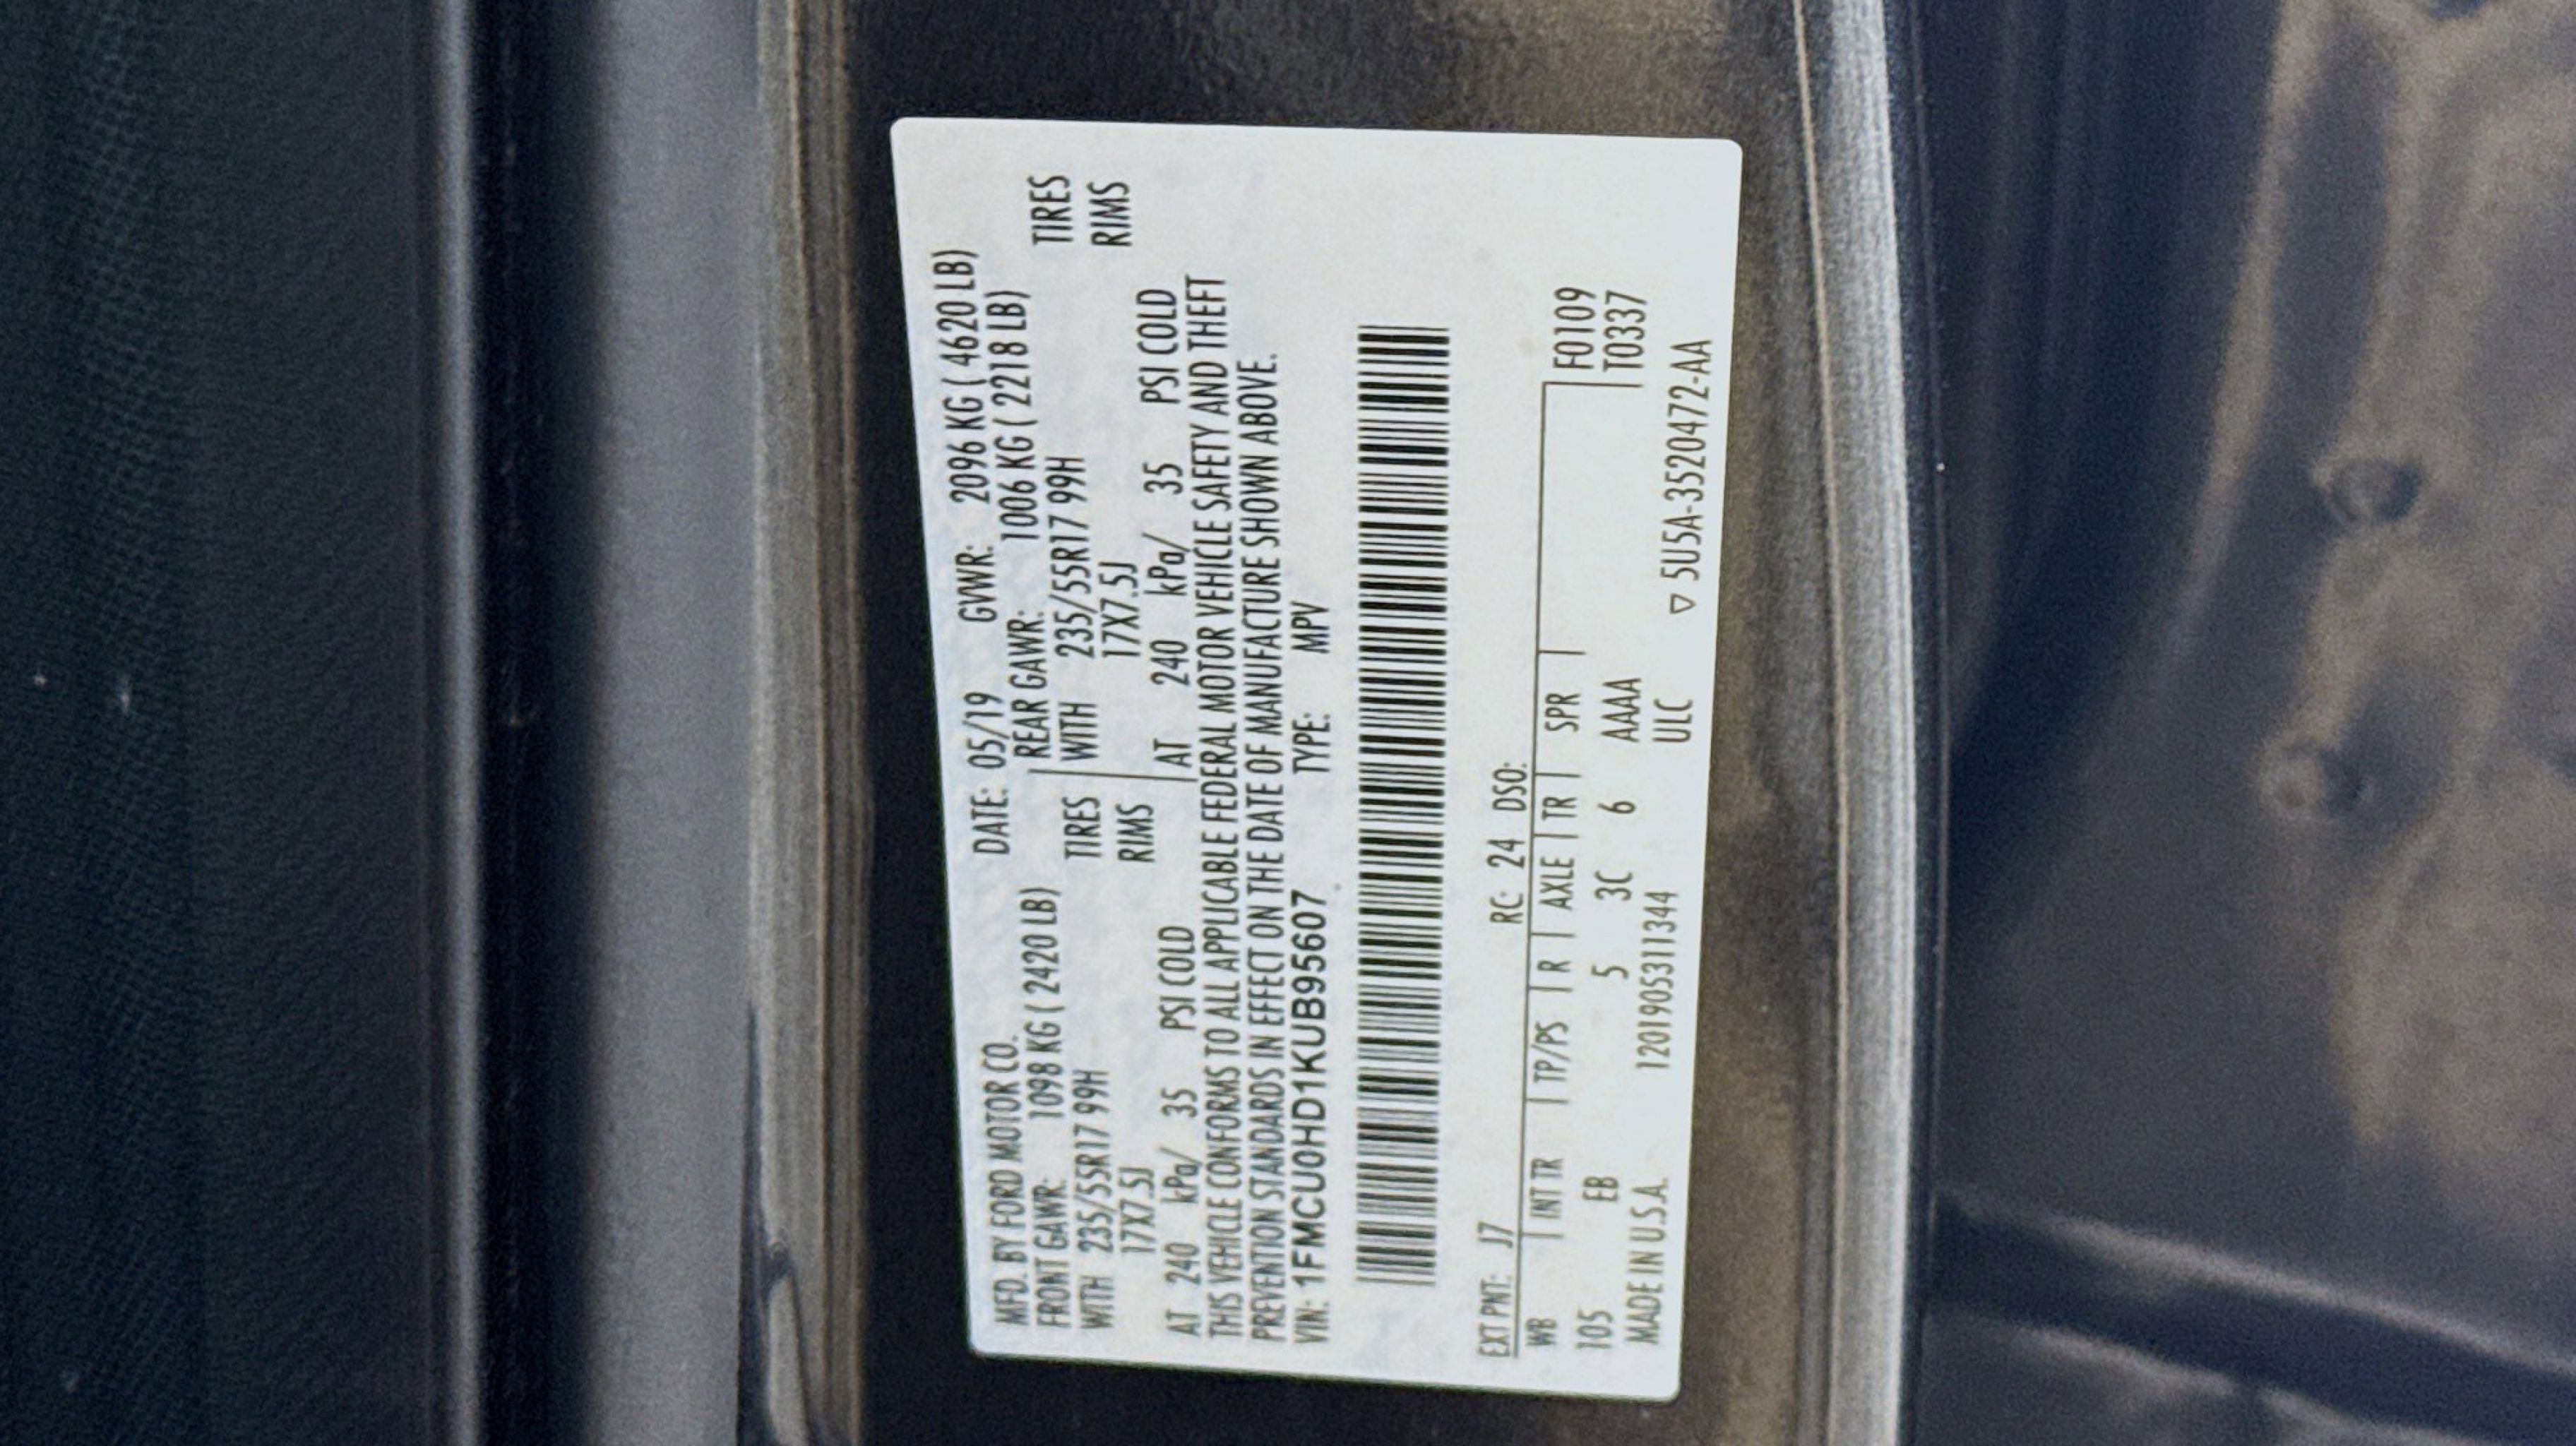 MFD. BY FORD MOTOR CO. DATE: 05/19 GVWR: 2096 KG ( 4620 LB)
FRONT GAWR: 1098 KG ( 2420 LB) REAR GAWR: 1006 KG ( 2218 LB)
WITH 235/55R17 99H TIRES WITH 235/55R17 99H TIRES
17X7.5J RIMS 17X7.5J RIMS
AT 240 kPa/ 35 PSI COLD AT 240 kPa/ 35 PSI COLD
THIS VEHICLE CONFORMS TO ALL APPLICABLE FEDERAL MOTOR VEHICLE SAFETY AND THEFT
PREVENTION STANDARDS IN EFFECT ON THE DATE OF MANUFACTURE SHOWN ABOVE.
VIN: 1FMCU0HD1KUB95607 TYPE: MPV
EXT PNT: J7 RC: 24 DSO:
WB | INT TR | TP/PS | R | AXLE | TR | SPR | F0109
105 EB 5 3C 6 AAAA T0337
MADE IN U.S.A. 1201905311344 ULC
▽ 5U5A-3520472-AA